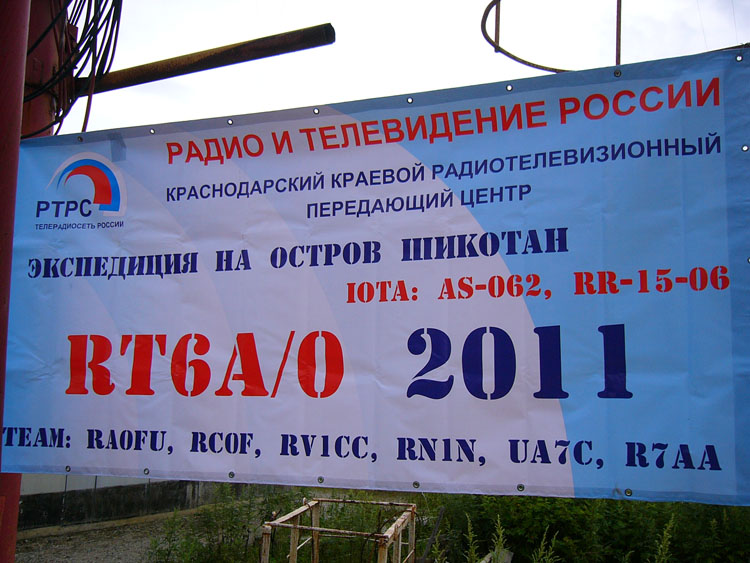 РАДИО И ТЕЛЕВИДЕНИЕ РОССИИ
КРАСНОДАРСКИЙ КРАЕВОЙ РАДИОТЕЛЕВИЗИОННЫЙ
ПЕРЕДАЮЩИЙ ЦЕНТР
РТРС
ТЕЛЕРАДИОСЕТЬ РОССИИ
ЭКСПЕДИЦИЯ НА ОСТРОВ ШИКОТАН
IOTA: AS-062, RR-15-06
RT6A/0 2011
TEAM: RA0FU, RC0F, RV1CC, RN1N, UA7C, R7AA